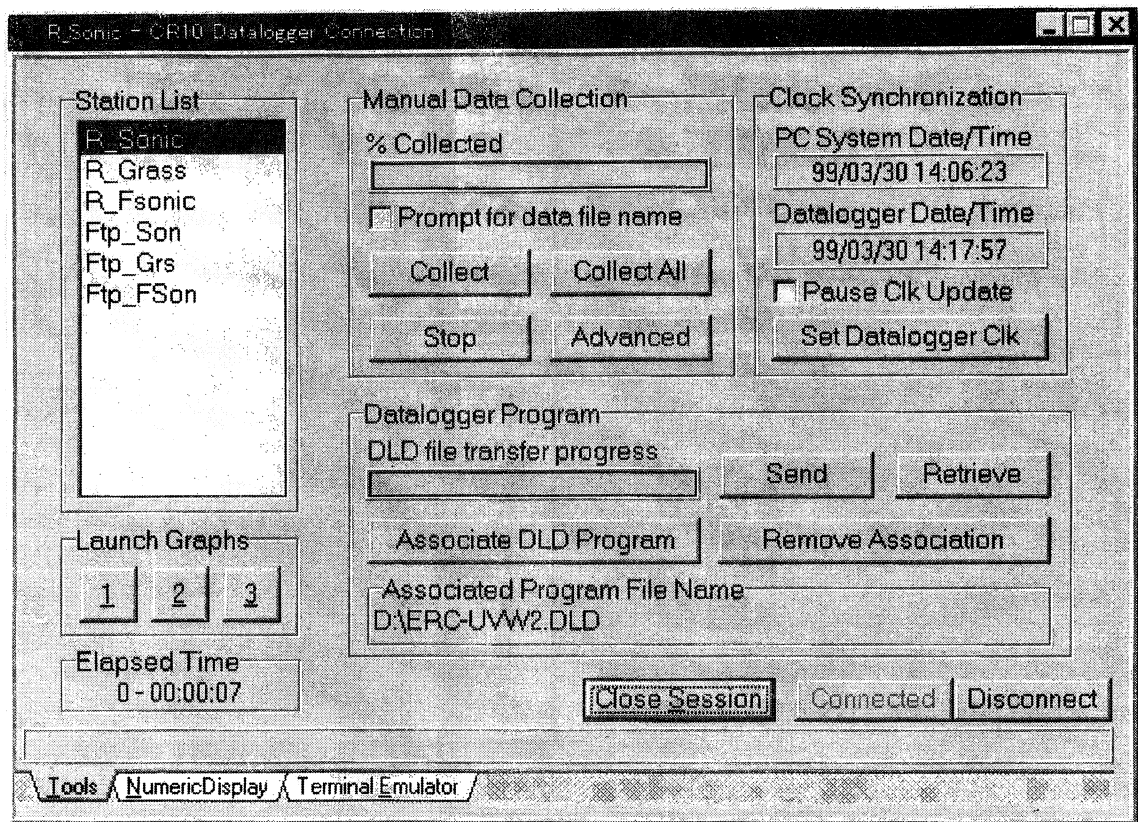 R_Sonic - CR10 Datalogger Connection
Station List
R_Sonic
R_Grass
R_Fsonic
Ftp_Son
Ftp_Grs
Ftp_FSon
Launch Graphs
1 2 3
Elapsed Time
0 - 00:00:07
Manual Data Collection
% Collected
Prompt for data file name
Collect Collect All
Stop Advanced
Clock Synchronization
PC System Date/Time
99/03/30 14:06:23
Datalogger Date/Time
99/03/30 14:17:57
Pause Clk Update
Set Datalogger Clk
Datalogger Program
DLD file transfer progress
Send Retrieve
Associate DLD Program Remove Association
Associated Program File Name
D:\ERC-UVW2.DLD
Close Session Connected Disconnect
Tools NumericDisplay Terminal Emulator